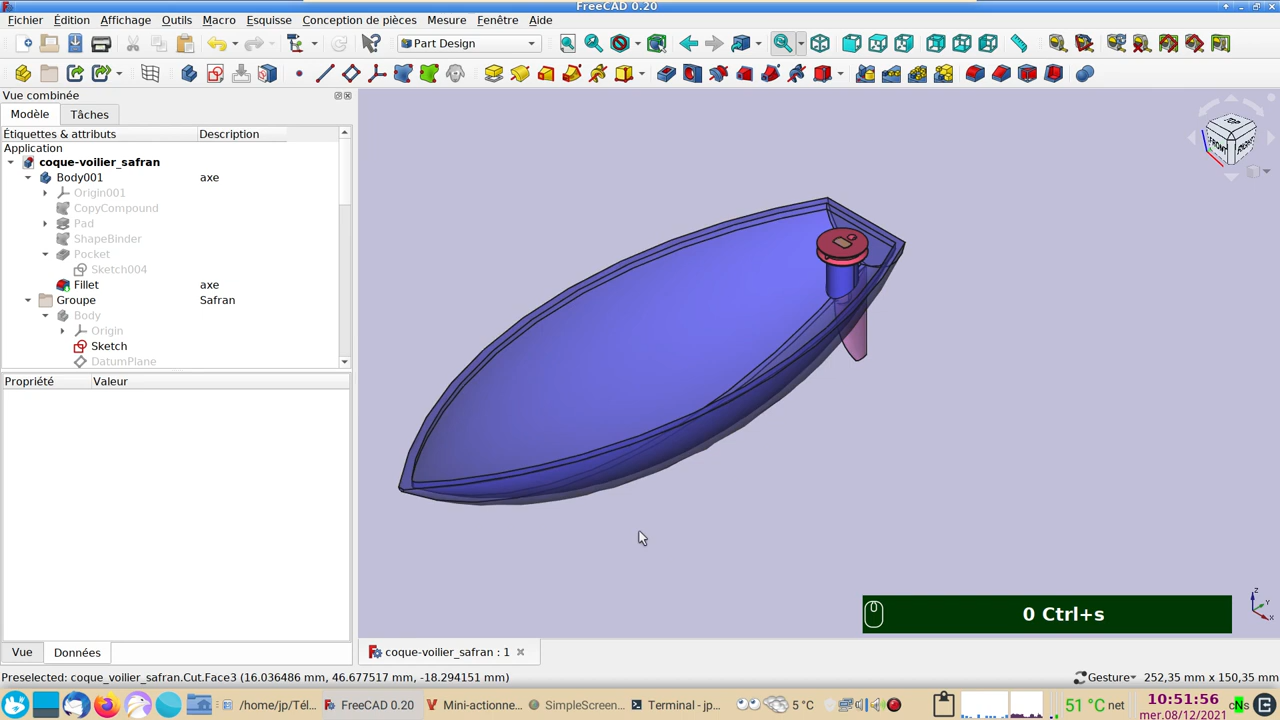 FreeCAD 0.20
Fichier Édition Affichage Outils Macro Esquisse Conception de pièces Mesure Fenêtre Aide
Part Design
Vue combinée
Modèle Tâches
Étiquettes & attributs Description
Application
coque-voilier_safran
Body001 axe
Origin001
CopyCompound
Pad
ShapeBinder
Pocket
Sketch004
Fillet axe
Groupe Safran
Body
Origin
Sketch
DatumPlane
Propriété Valeur
FRONT
0 Ctrl+s
Z
Y
X
Vue Données
coque-voilier_safran : 1
Preselected: coque_voilier_safran.Cut.Face3 (16.036486 mm, 46.677517 mm, -18.294151 mm)
Gesture 252,35 mm x 150,35 mm
/home/jp/Tél... FreeCAD 0.20 Mini-actionne... SimpleScreen... Terminal - jp... 5 °C 51 °C net 10:51:56
mer.08/12/2021